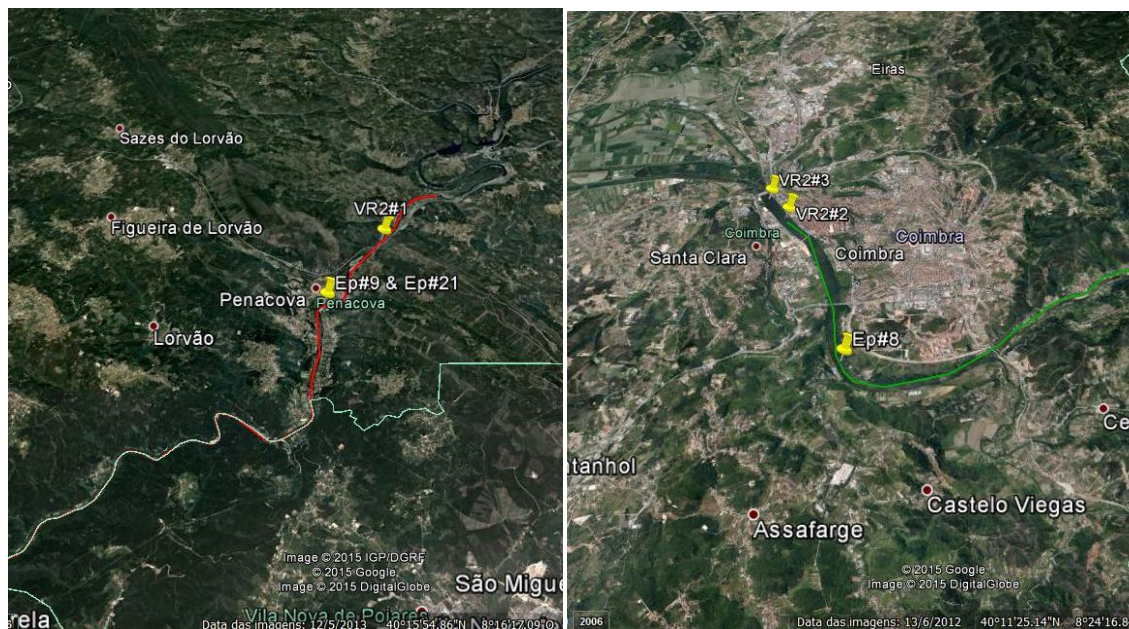 Sazes do Lorvão
VR2#1
Figueira de Lorvão
Ep#9 & Ep#21
Penacova
Penacova
Lorvão
Image © 2015 IGP/DGRF
© 2015 Google
Image © 2015 DigitalGlobe
São Migue
Vila Nova de Poiares
rela
Data das imagens: 12/5/2013 40°15'54.86"N 8°16'17.09"O
Eiras
VR2#3
VR2#2
Coimbra
Coimbra
Santa Clara
Coimbra
Ep#8
Ce
ntanhol
Castelo Viegas
Assafarge
© 2015 Google
Image © 2015 DigitalGlobe
2006
Data das imagens: 13/6/2012 40°11'25.14"N 8°24'16.8